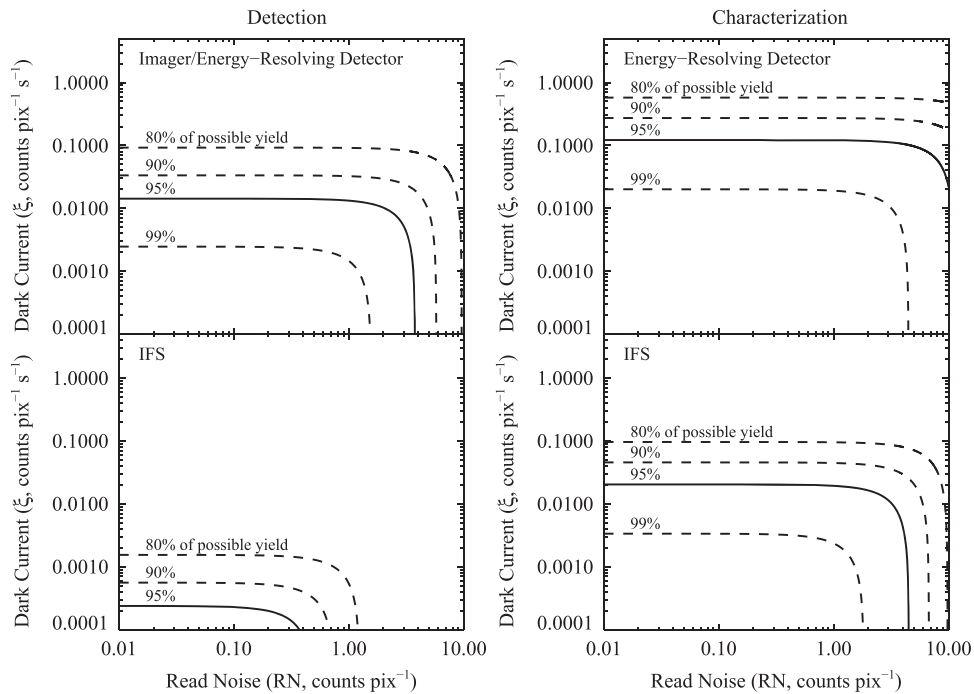 Detection
Characterization
Dark Current (ξ, counts pix⁻¹ s⁻¹)
1.0000
0.1000
0.0100
0.0010
0.0001
Imager/Energy−Resolving Detector
80% of possible yield
90%
95%
99%
Dark Current (ξ, counts pix⁻¹ s⁻¹)
1.0000
0.1000
0.0100
0.0010
0.0001
Energy−Resolving Detector
80% of possible yield
90%
95%
99%
Dark Current (ξ, counts pix⁻¹ s⁻¹)
1.0000
0.1000
0.0100
0.0010
0.0001
IFS
80% of possible yield
90%
95%
0.01 0.10 1.00 10.00
Read Noise (RN, counts pix⁻¹)
Dark Current (ξ, counts pix⁻¹ s⁻¹)
1.0000
0.1000
0.0100
0.0010
0.0001
IFS
80% of possible yield
90%
95%
99%
0.01 0.10 1.00 10.00
Read Noise (RN, counts pix⁻¹)